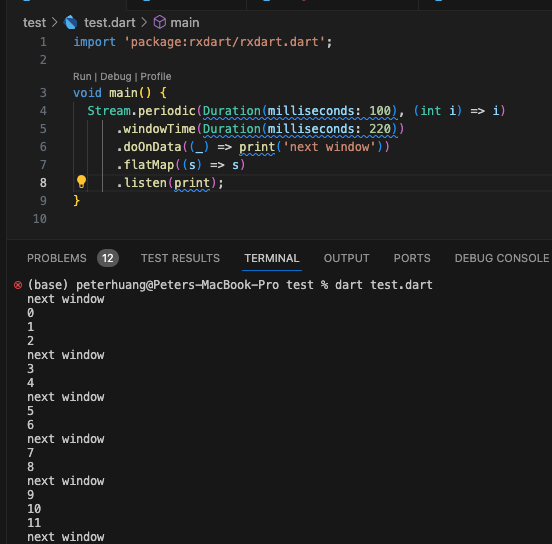 test > test.dart > main
1 import 'package:rxdart/rxdart.dart';
2
Run | Debug | Profile
3 void main() {
4   Stream.periodic(Duration(milliseconds: 100), (int i) => i)
5       .windowTime(Duration(milliseconds: 220))
6       .doOnData((_) => print('next window'))
7       .flatMap((s) => s)
8       .listen(print);
9 }
10
PROBLEMS 12 TEST RESULTS TERMINAL OUTPUT PORTS DEBUG CONSOLE
(base) peterhuang@Peters-MacBook-Pro test % dart test.dart
next window
0
1
2
next window
3
4
next window
5
6
next window
7
8
next window
9
10
11
next window